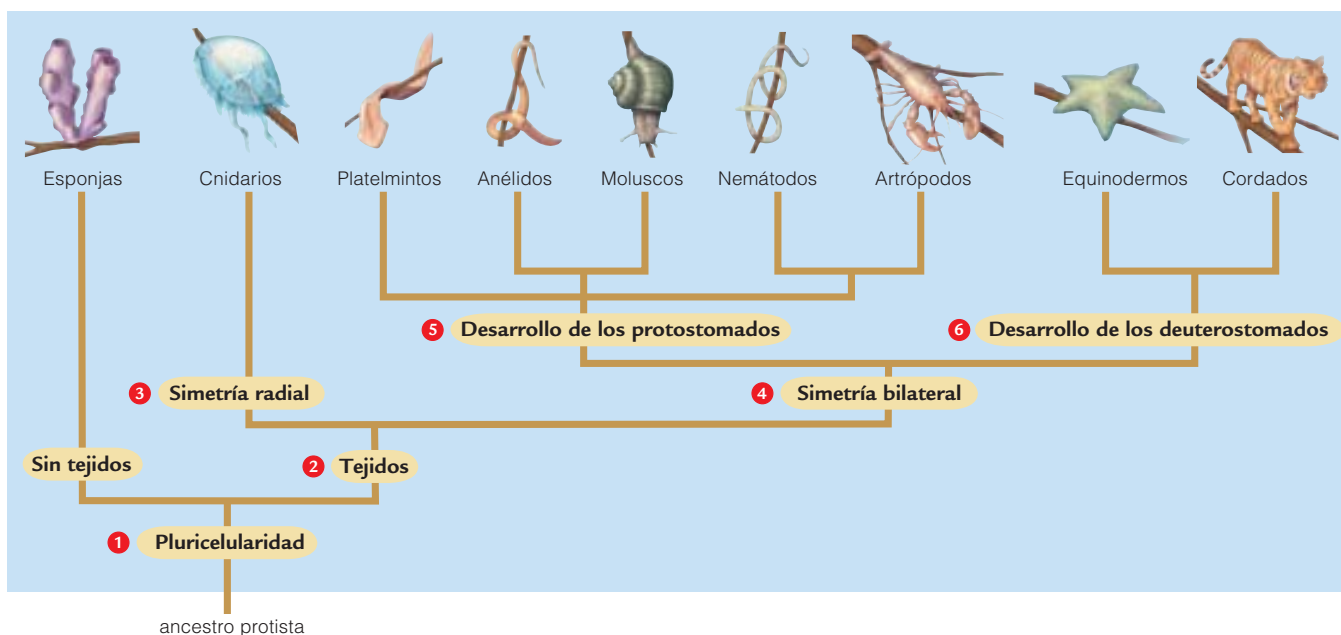 Esponjas
Cnidarios
Platelmintos
Anélidos
Moluscos
Nemátodos
Artrópodos
Equinodermos
Cordados
5 Desarrollo de los protostomados
6 Desarrollo de los deuterostomados
3 Simetría radial
4 Simetría bilateral
Sin tejidos
2 Tejidos
1 Pluricelularidad
ancestro protista